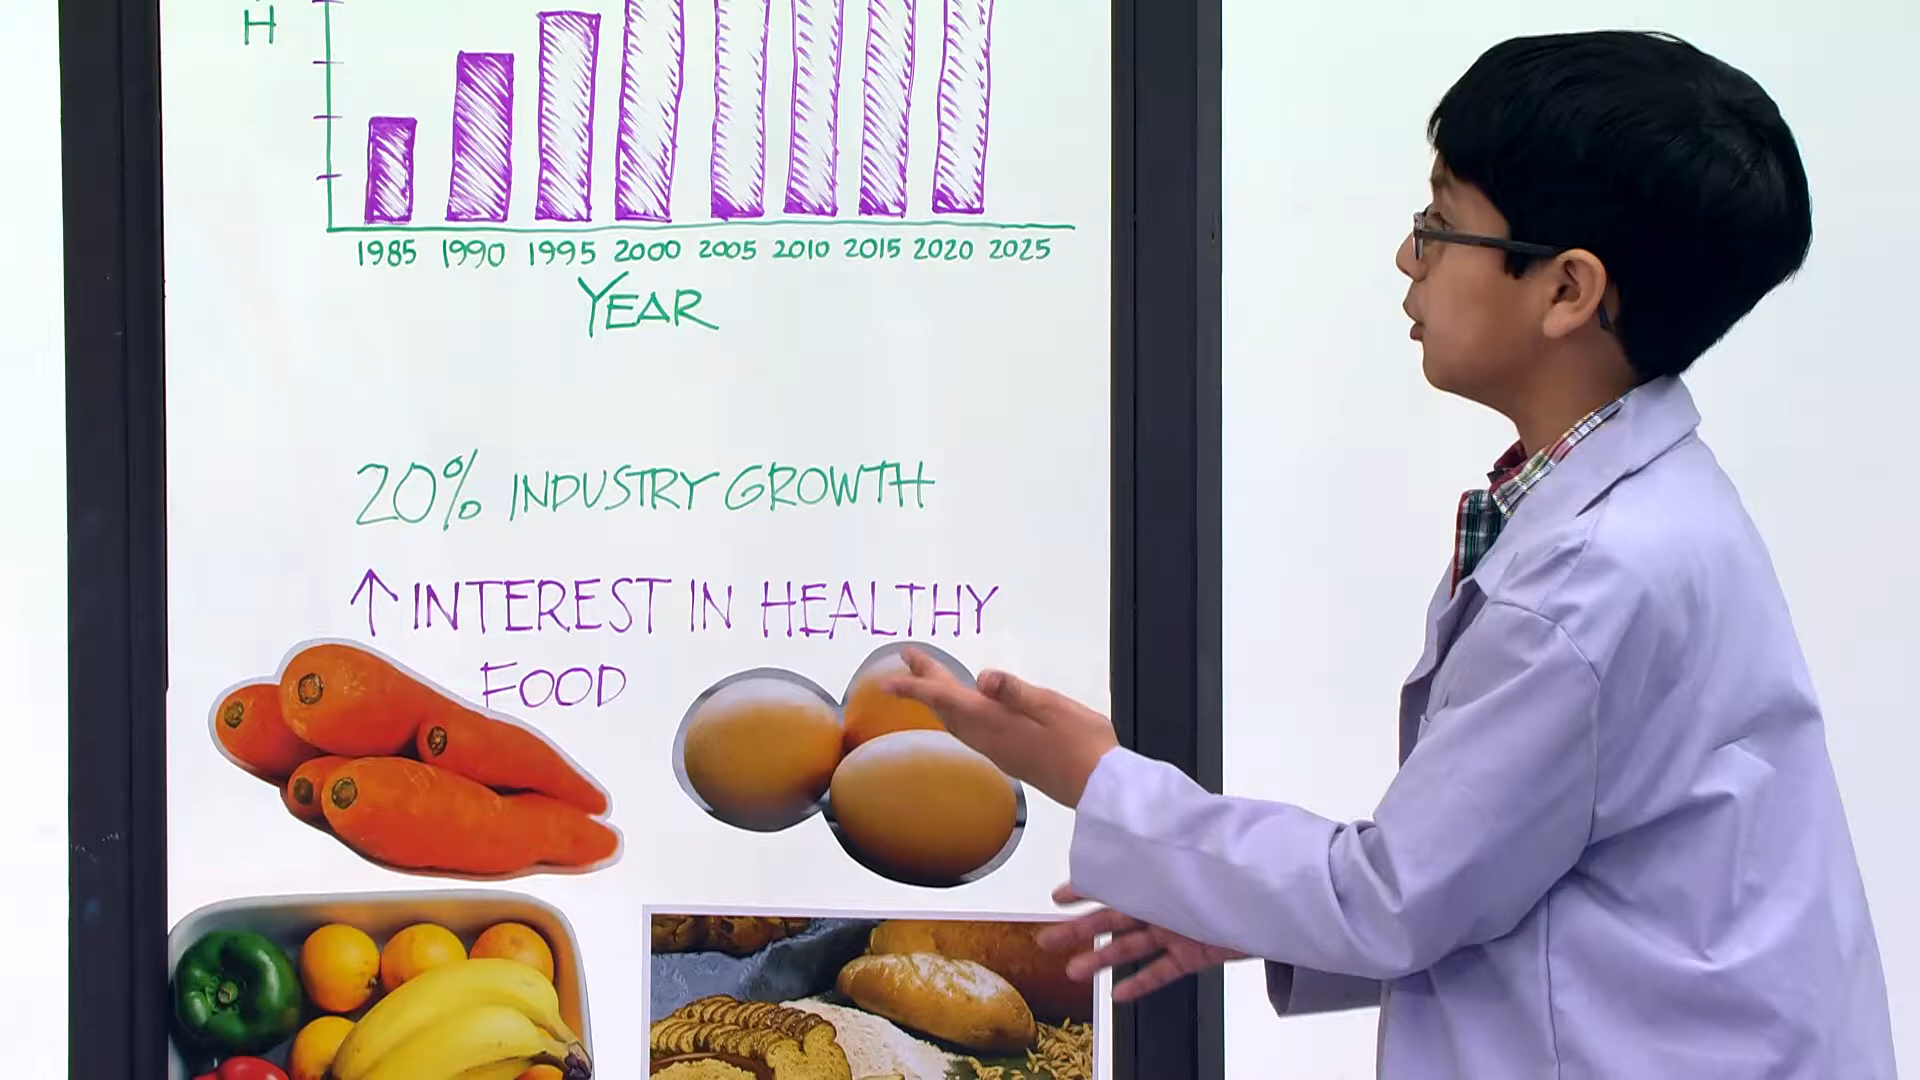 H
1985 1990 1995 2000 2005 2010 2015 2020 2025
YEAR
20% INDUSTRY GROWTH
↑ INTEREST IN HEALTHY
FOOD